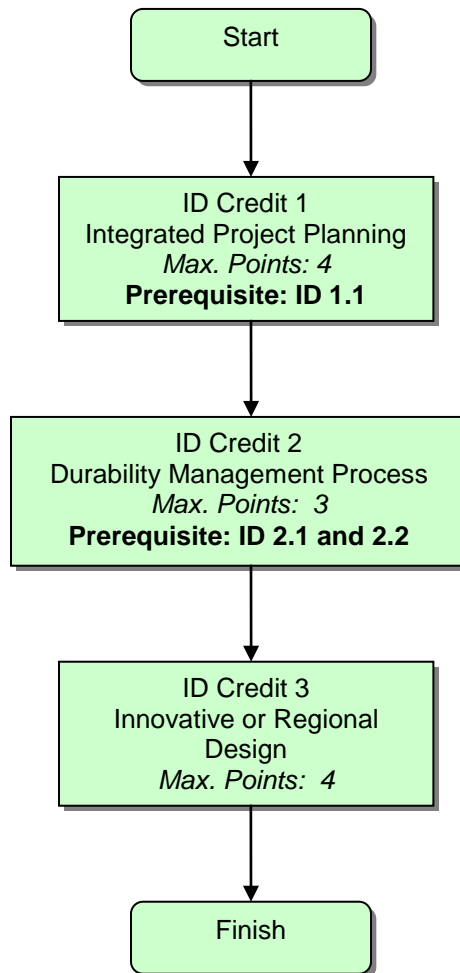 Start
ID Credit 1
Integrated Project Planning
Max. Points: 4
Prerequisite: ID 1.1
ID Credit 2
Durability Management Process
Max. Points:  3
Prerequisite: ID 2.1 and 2.2
ID Credit 3
Innovative or Regional
Design
Max. Points:  4
Finish